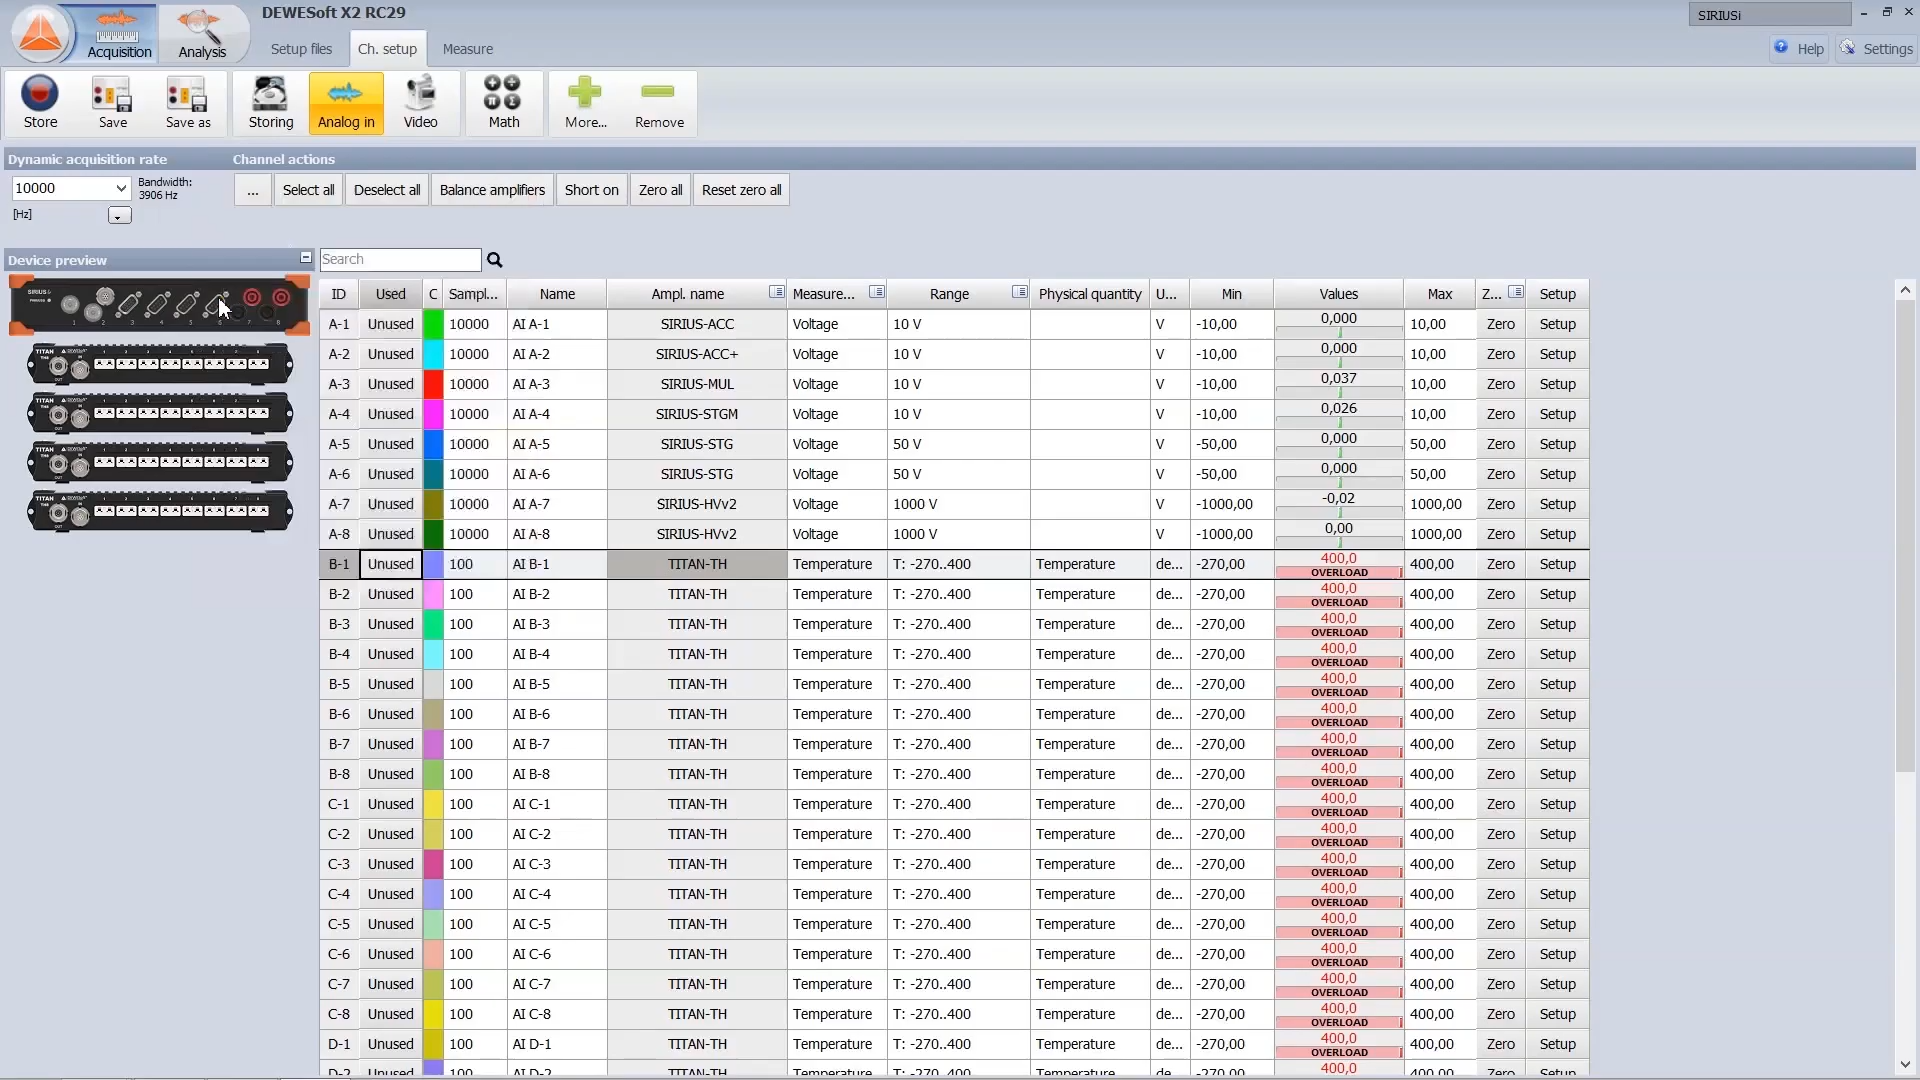 DEWESoft X2 RC29
SIRIUSi
Acquisition
Analysis
Setup files
Ch. setup
Measure
Help
Settings
Store
Save
Save as
Storing
Analog in
Video
Math
More...
Remove
Dynamic acquisition rate
Channel actions
10000
Bandwidth:
3906 Hz
[Hz]
... Select all Deselect all Balance amplifiers Short on Zero all Reset zero all
Device preview
Search
SIRIUS
TITAN
TITAN
TITAN
TITAN
ID Used C Sampl... Name Ampl. name Measure... Range Physical quantity U... Min Values Max Z... Setup
A-1 Unused 10000 AI A-1 SIRIUS-ACC Voltage 10 V V -10,00 0,000 10,00 Zero Setup
A-2 Unused 10000 AI A-2 SIRIUS-ACC+ Voltage 10 V V -10,00 0,000 10,00 Zero Setup
A-3 Unused 10000 AI A-3 SIRIUS-MUL Voltage 10 V V -10,00 0,037 10,00 Zero Setup
A-4 Unused 10000 AI A-4 SIRIUS-STGM Voltage 10 V V -10,00 0,026 10,00 Zero Setup
A-5 Unused 10000 AI A-5 SIRIUS-STG Voltage 50 V V -50,00 0,000 50,00 Zero Setup
A-6 Unused 10000 AI A-6 SIRIUS-STG Voltage 50 V V -50,00 0,000 50,00 Zero Setup
A-7 Unused 10000 AI A-7 SIRIUS-HVv2 Voltage 1000 V V -1000,00 -0,02 1000,00 Zero Setup
A-8 Unused 10000 AI A-8 SIRIUS-HVv2 Voltage 1000 V V -1000,00 0,00 1000,00 Zero Setup
B-1 Unused 100 AI B-1 TITAN-TH Temperature T: -270..400 Temperature de... -270,00 400,0 OVERLOAD 400,00 Zero Setup
B-2 Unused 100 AI B-2 TITAN-TH Temperature T: -270..400 Temperature de... -270,00 400,0 OVERLOAD 400,00 Zero Setup
B-3 Unused 100 AI B-3 TITAN-TH Temperature T: -270..400 Temperature de... -270,00 400,0 OVERLOAD 400,00 Zero Setup
B-4 Unused 100 AI B-4 TITAN-TH Temperature T: -270..400 Temperature de... -270,00 400,0 OVERLOAD 400,00 Zero Setup
B-5 Unused 100 AI B-5 TITAN-TH Temperature T: -270..400 Temperature de... -270,00 400,0 OVERLOAD 400,00 Zero Setup
B-6 Unused 100 AI B-6 TITAN-TH Temperature T: -270..400 Temperature de... -270,00 400,0 OVERLOAD 400,00 Zero Setup
B-7 Unused 100 AI B-7 TITAN-TH Temperature T: -270..400 Temperature de... -270,00 400,0 OVERLOAD 400,00 Zero Setup
B-8 Unused 100 AI B-8 TITAN-TH Temperature T: -270..400 Temperature de... -270,00 400,0 OVERLOAD 400,00 Zero Setup
C-1 Unused 100 AI C-1 TITAN-TH Temperature T: -270..400 Temperature de... -270,00 400,0 OVERLOAD 400,00 Zero Setup
C-2 Unused 100 AI C-2 TITAN-TH Temperature T: -270..400 Temperature de... -270,00 400,0 OVERLOAD 400,00 Zero Setup
C-3 Unused 100 AI C-3 TITAN-TH Temperature T: -270..400 Temperature de... -270,00 400,0 OVERLOAD 400,00 Zero Setup
C-4 Unused 100 AI C-4 TITAN-TH Temperature T: -270..400 Temperature de... -270,00 400,0 OVERLOAD 400,00 Zero Setup
C-5 Unused 100 AI C-5 TITAN-TH Temperature T: -270..400 Temperature de... -270,00 400,0 OVERLOAD 400,00 Zero Setup
C-6 Unused 100 AI C-6 TITAN-TH Temperature T: -270..400 Temperature de... -270,00 400,0 OVERLOAD 400,00 Zero Setup
C-7 Unused 100 AI C-7 TITAN-TH Temperature T: -270..400 Temperature de... -270,00 400,0 OVERLOAD 400,00 Zero Setup
C-8 Unused 100 AI C-8 TITAN-TH Temperature T: -270..400 Temperature de... -270,00 400,0 OVERLOAD 400,00 Zero Setup
D-1 Unused 100 AI D-1 TITAN-TH Temperature T: -270..400 Temperature de... -270,00 400,0 OVERLOAD 400,00 Zero Setup
D-2 Unused 100 AI D-2 TITAN-TH Temperature T: -270..400 Temperature de... -270,00 400,0 400,00 Zero Setup